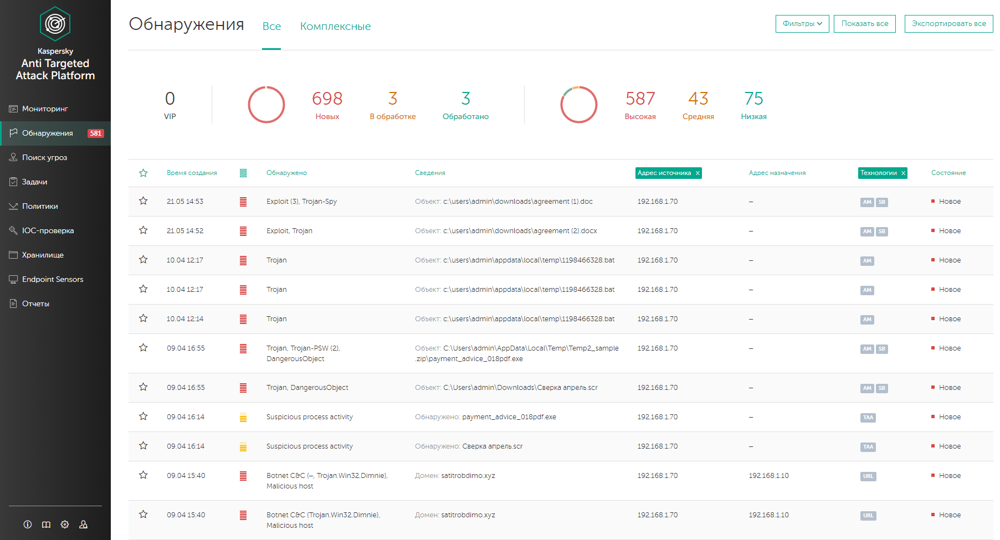 Kaspersky
Anti Targeted
Attack Platform
Мониторинг
Обнаружения 581
Поиск угроз
Задачи
Политики
IOC-проверка
Хранилище
Endpoint Sensors
Отчеты
Обнаружения Все Комплексные Фильтры Показать все Экспортировать все
0 698 3 3 587 43 75
VIP Новых В обработке Обработано Высокая Средняя Низкая
Время создания Обнаружено Сведения Адрес источника x Адрес назначения Технологии x Состояние
21.05 14:53 Exploit (3), Trojan-Spy Объект: c:\users\admin\downloads\agreement (1).doc 192.168.1.70 – AM SB Новое
21.05 14:52 Exploit, Trojan Объект: c:\users\admin\downloads\agreement (2).docx 192.168.1.70 – AM SB Новое
10.04 12:17 Trojan Объект: c:\users\admin\appdata\local\temp\1198466328.bat 192.168.1.70 – AM Новое
10.04 12:17 Trojan Объект: c:\users\admin\appdata\local\temp\1198466328.bat 192.168.1.70 – AM Новое
10.04 12:14 Trojan Объект: c:\users\admin\appdata\local\temp\1198466328.bat 192.168.1.70 – AM Новое
09.04 16:55 Trojan, Trojan-PSW (2), Объект: C:\Users\admin\AppData\Local\Temp\Temp2_sample 192.168.1.70 – AM SB Новое
DangerousObject .zip\payment_advice_018pdf.exe
09.04 16:55 Trojan, DangerousObject Объект: C:\Users\admin\Downloads\Сверка апрель.scr 192.168.1.70 – AM SB Новое
09.04 16:14 Suspicious process activity Обнаружено: payment_advice_018pdf.exe 192.168.1.70 – TAA Новое
09.04 16:14 Suspicious process activity Обнаружено: Сверка апрель.scr 192.168.1.70 – TAA Новое
09.04 15:40 Botnet C&C (–, Trojan.Win32.Dimnie), Домен: satitrobdimo.xyz 192.168.1.70 192.168.1.10 URL Новое
Malicious host
09.04 15:40 Botnet C&C (Trojan.Win32.Dimnie), Домен: satitrobdimo.xyz 192.168.1.70 192.168.1.10 URL Новое
Malicious host